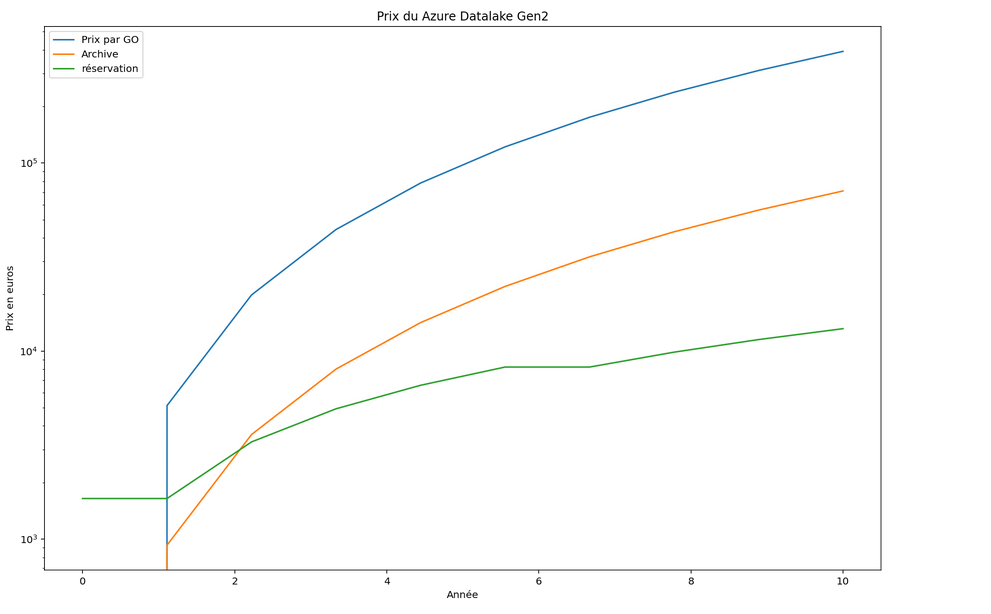 Prix du Azure Datalake Gen2
Prix par GO
Archive
réservation
10⁵
10⁴
10³
Prix en euros
0 2 4 6 8 10
Année